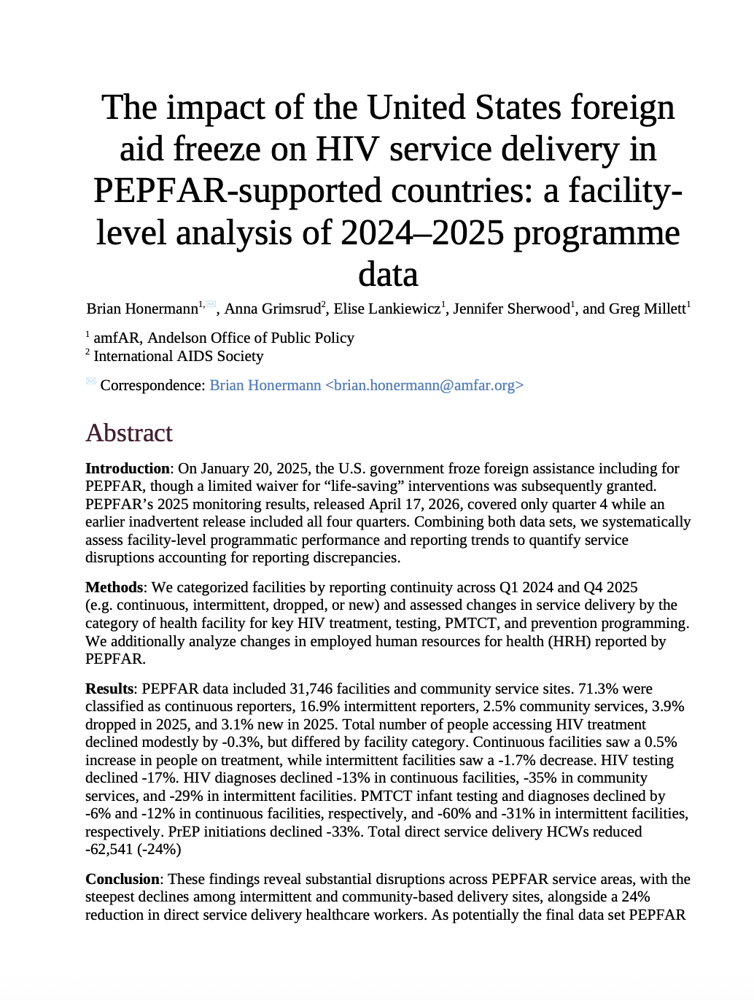 The impact of the United States foreign
aid freeze on HIV service delivery in
PEPFAR-supported countries: a facility-
level analysis of 2024–2025 programme
data
Brian Honermann1,✉, Anna Grimsrud2, Elise Lankiewicz1, Jennifer Sherwood1, and Greg Millett1
1 amfAR, Andelson Office of Public Policy
2 International AIDS Society
✉ Correspondence: Brian Honermann <brian.honermann@amfar.org>
Abstract
Introduction: On January 20, 2025, the U.S. government froze foreign assistance including for
PEPFAR, though a limited waiver for “life-saving” interventions was subsequently granted.
PEPFAR’s 2025 monitoring results, released April 17, 2026, covered only quarter 4 while an
earlier inadvertent release included all four quarters. Combining both data sets, we systematically
assess facility-level programmatic performance and reporting trends to quantify service
disruptions accounting for reporting discrepancies.
Methods: We categorized facilities by reporting continuity across Q1 2024 and Q4 2025
(e.g. continuous, intermittent, dropped, or new) and assessed changes in service delivery by the
category of health facility for key HIV treatment, testing, PMTCT, and prevention programming.
We additionally analyze changes in employed human resources for health (HRH) reported by
PEPFAR.
Results: PEPFAR data included 31,746 facilities and community service sites. 71.3% were
classified as continuous reporters, 16.9% intermittent reporters, 2.5% community services, 3.9%
dropped in 2025, and 3.1% new in 2025. Total number of people accessing HIV treatment
declined modestly by -0.3%, but differed by facility category. Continuous facilities saw a 0.5%
increase in people on treatment, while intermittent facilities saw a -1.7% decrease. HIV testing
declined -17%. HIV diagnoses declined -13% in continuous facilities, -35% in community
services, and -29% in intermittent facilities. PMTCT infant testing and diagnoses declined by
-6% and -12% in continuous facilities, respectively, and -60% and -31% in intermittent facilities,
respectively. PrEP initiations declined -33%. Total direct service delivery HCWs reduced
-62,541 (-24%)
Conclusion: These findings reveal substantial disruptions across PEPFAR service areas, with the
steepest declines among intermittent and community-based delivery sites, alongside a 24%
reduction in direct service delivery healthcare workers. As potentially the final data set PEPFAR